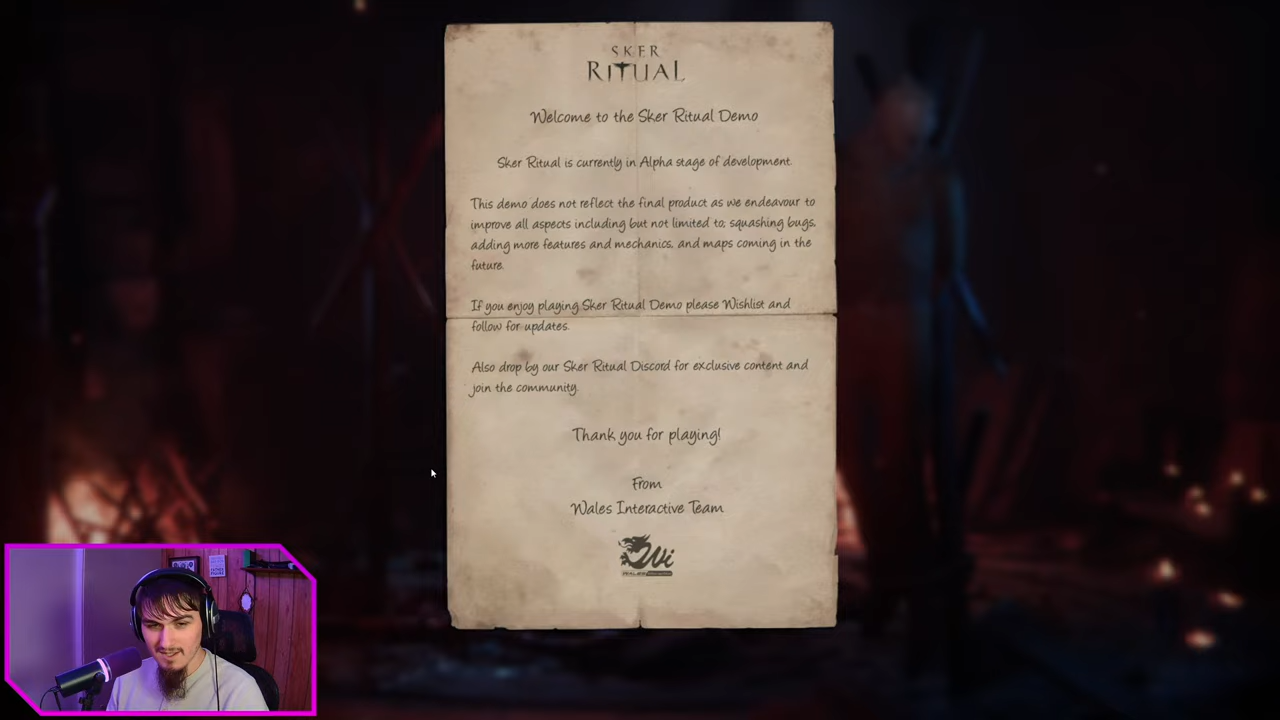 SKER
RITUAL
Welcome to the Sker Ritual Demo
Sker Ritual is currently in Alpha stage of development.
This demo does not reflect the final product as we endeavour to
improve all aspects including but not limited to; squashing bugs,
adding more features and mechanics, and maps coming in the
future.
If you enjoy playing Sker Ritual Demo please Wishlist and
follow for updates.
Also drop by our Sker Ritual Discord for exclusive content and
join the community.
Thank you for playing!
From
Wales Interactive Team
Wi